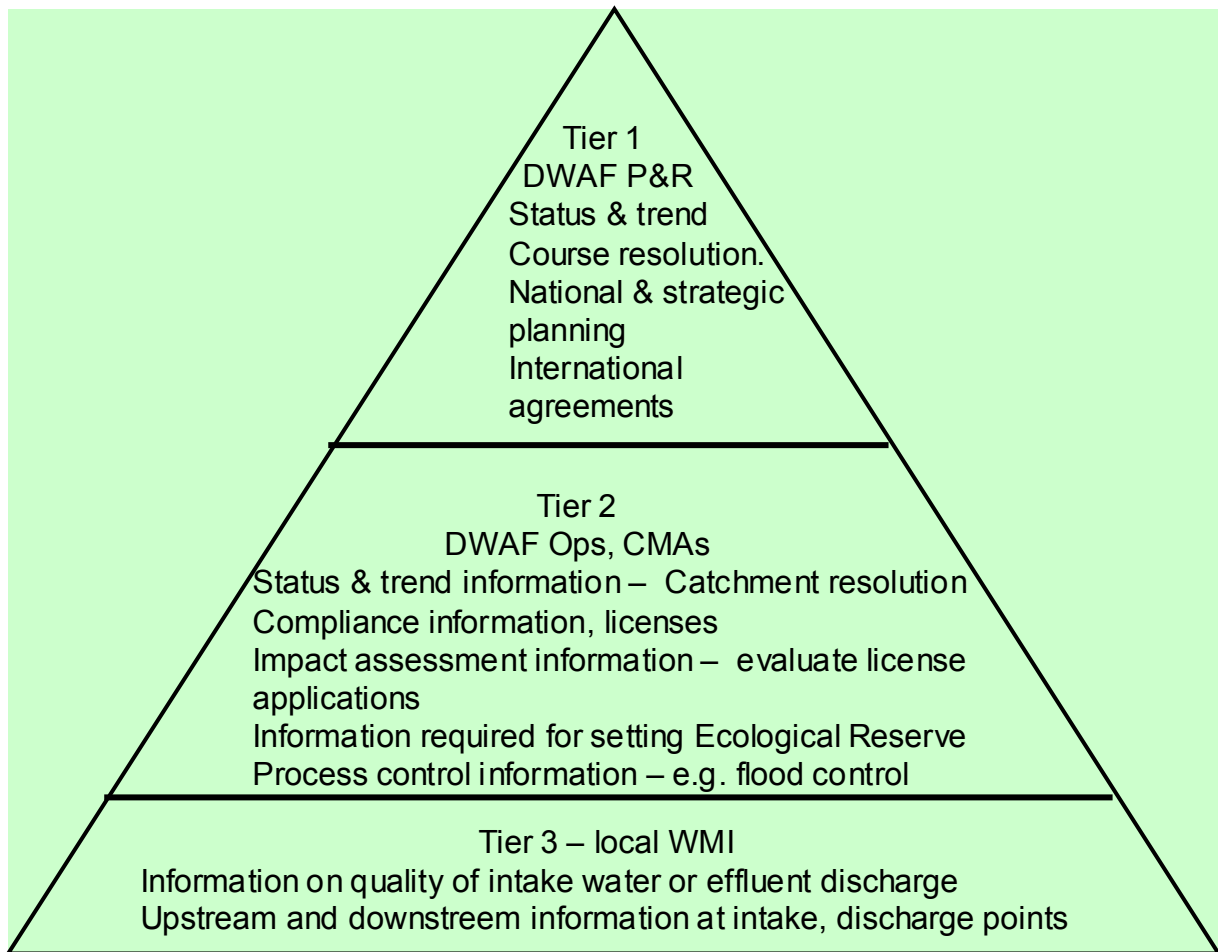 Tier 1
DWAF P&R
Status & trend
Course resolution.
National & strategic
planning
International
agreements
Tier 2
DWAF Ops, CMAs
Status & trend information – Catchment resolution
Compliance information, licenses
Impact assessment information – evaluate license
applications
Information required for setting Ecological Reserve
Process control information – e.g. flood control
Tier 3 – local WMI
Information on quality of intake water or effluent discharge
Upstream and downstreem information at intake, discharge points